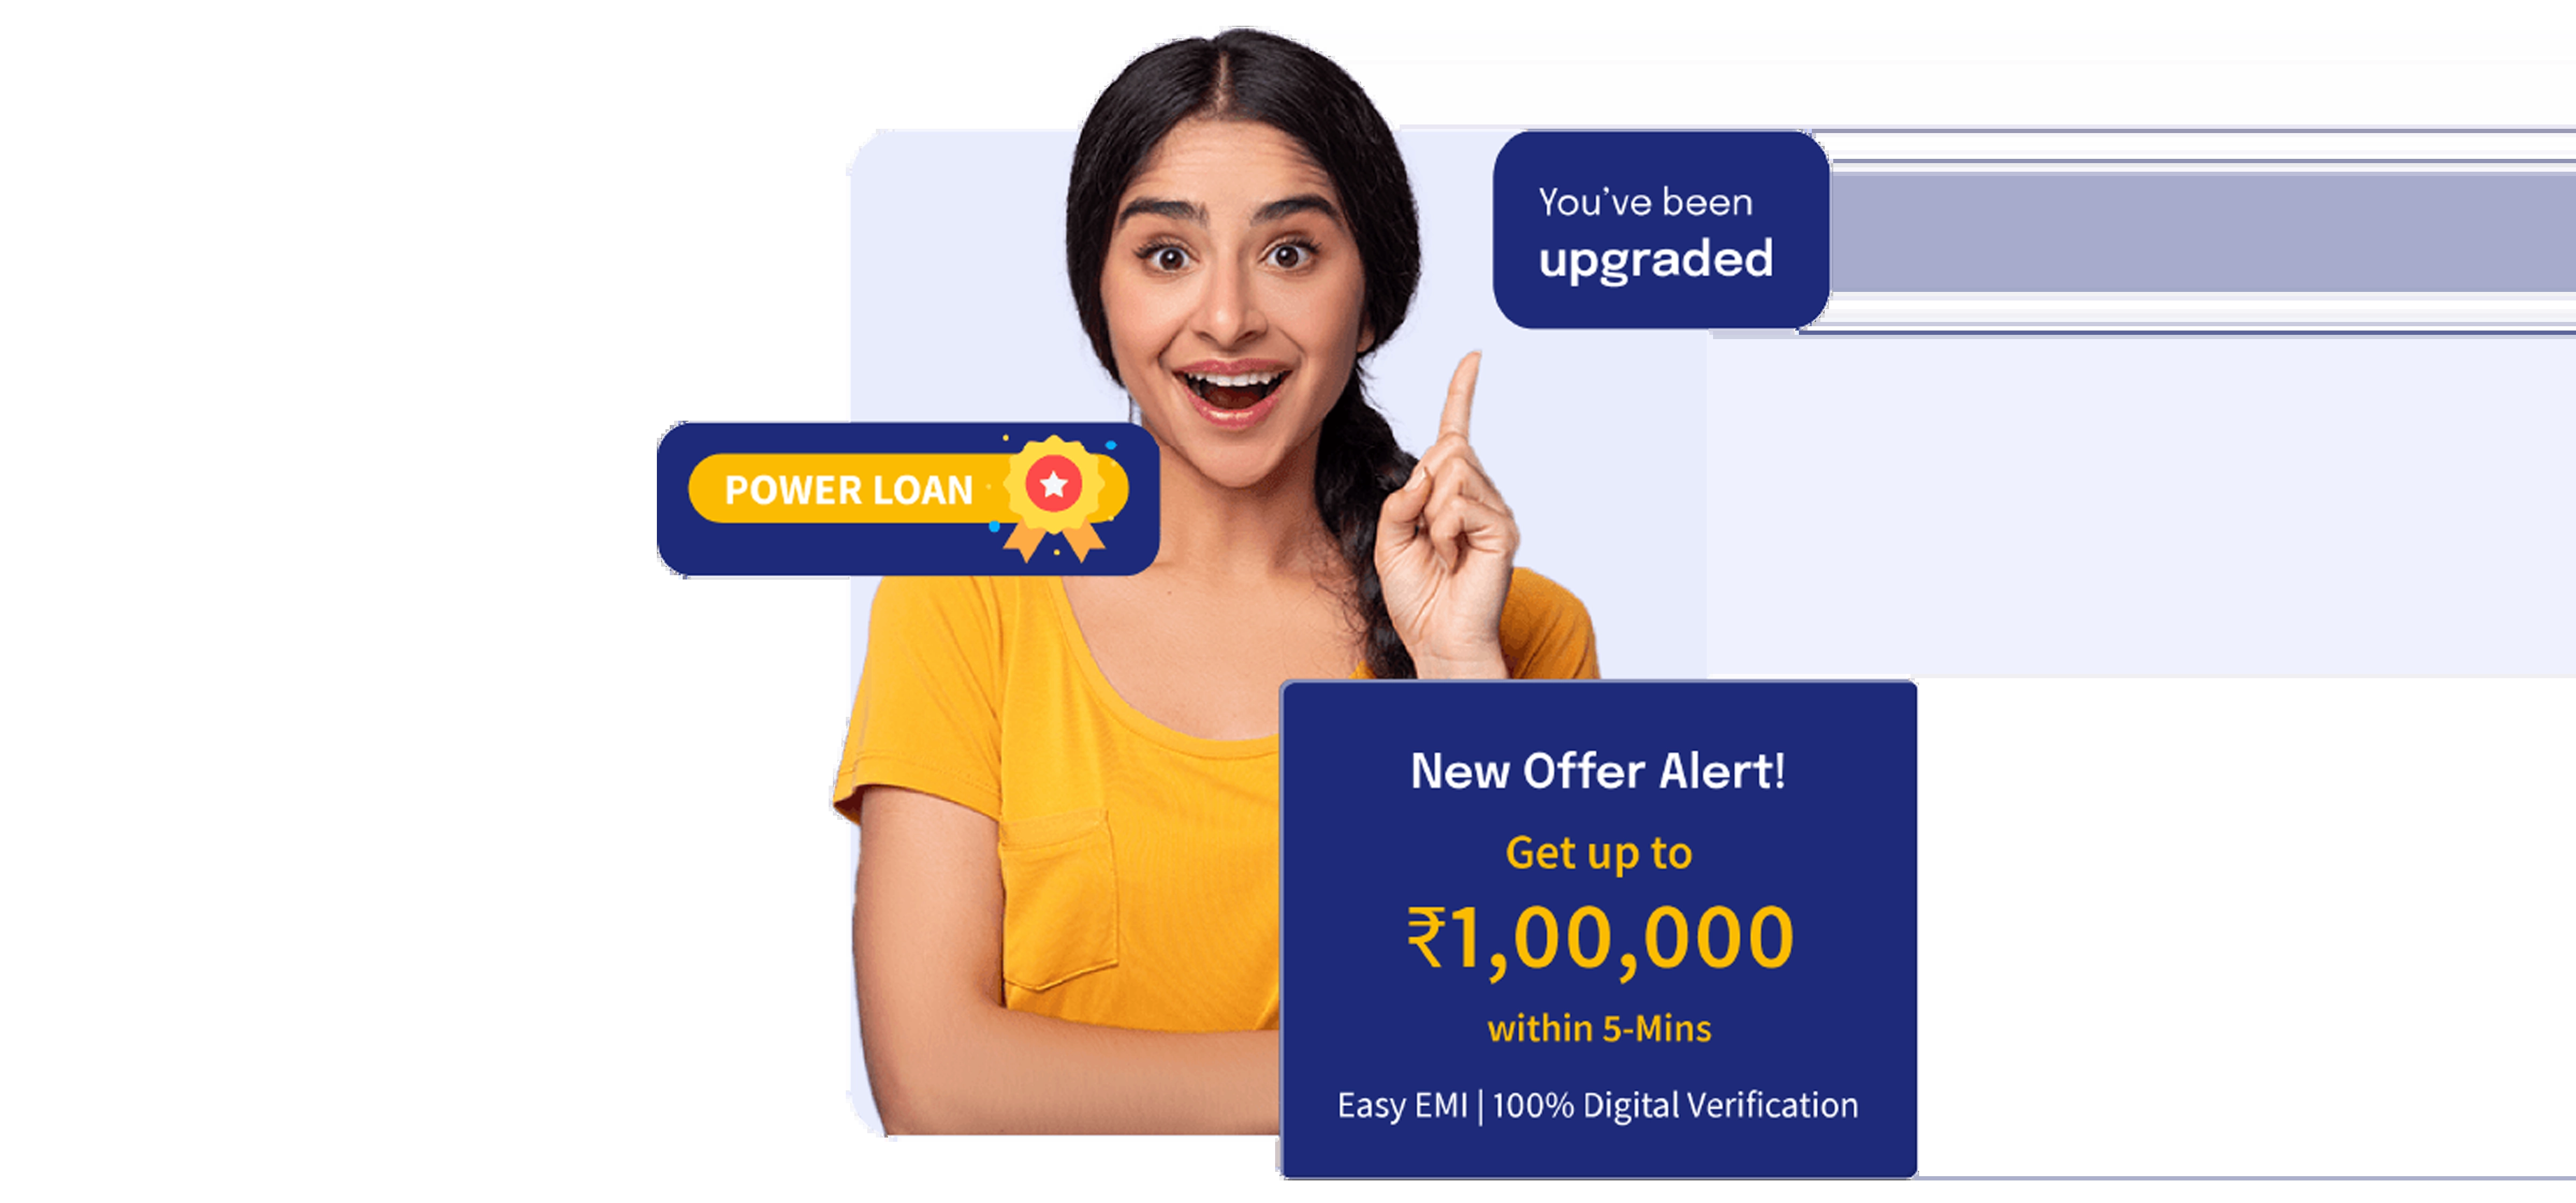 You've been
upgraded
POWER LOAN
New Offer Alert!
Get up to
₹1,00,000
within 5-Mins
Easy EMI | 100% Digital Verification